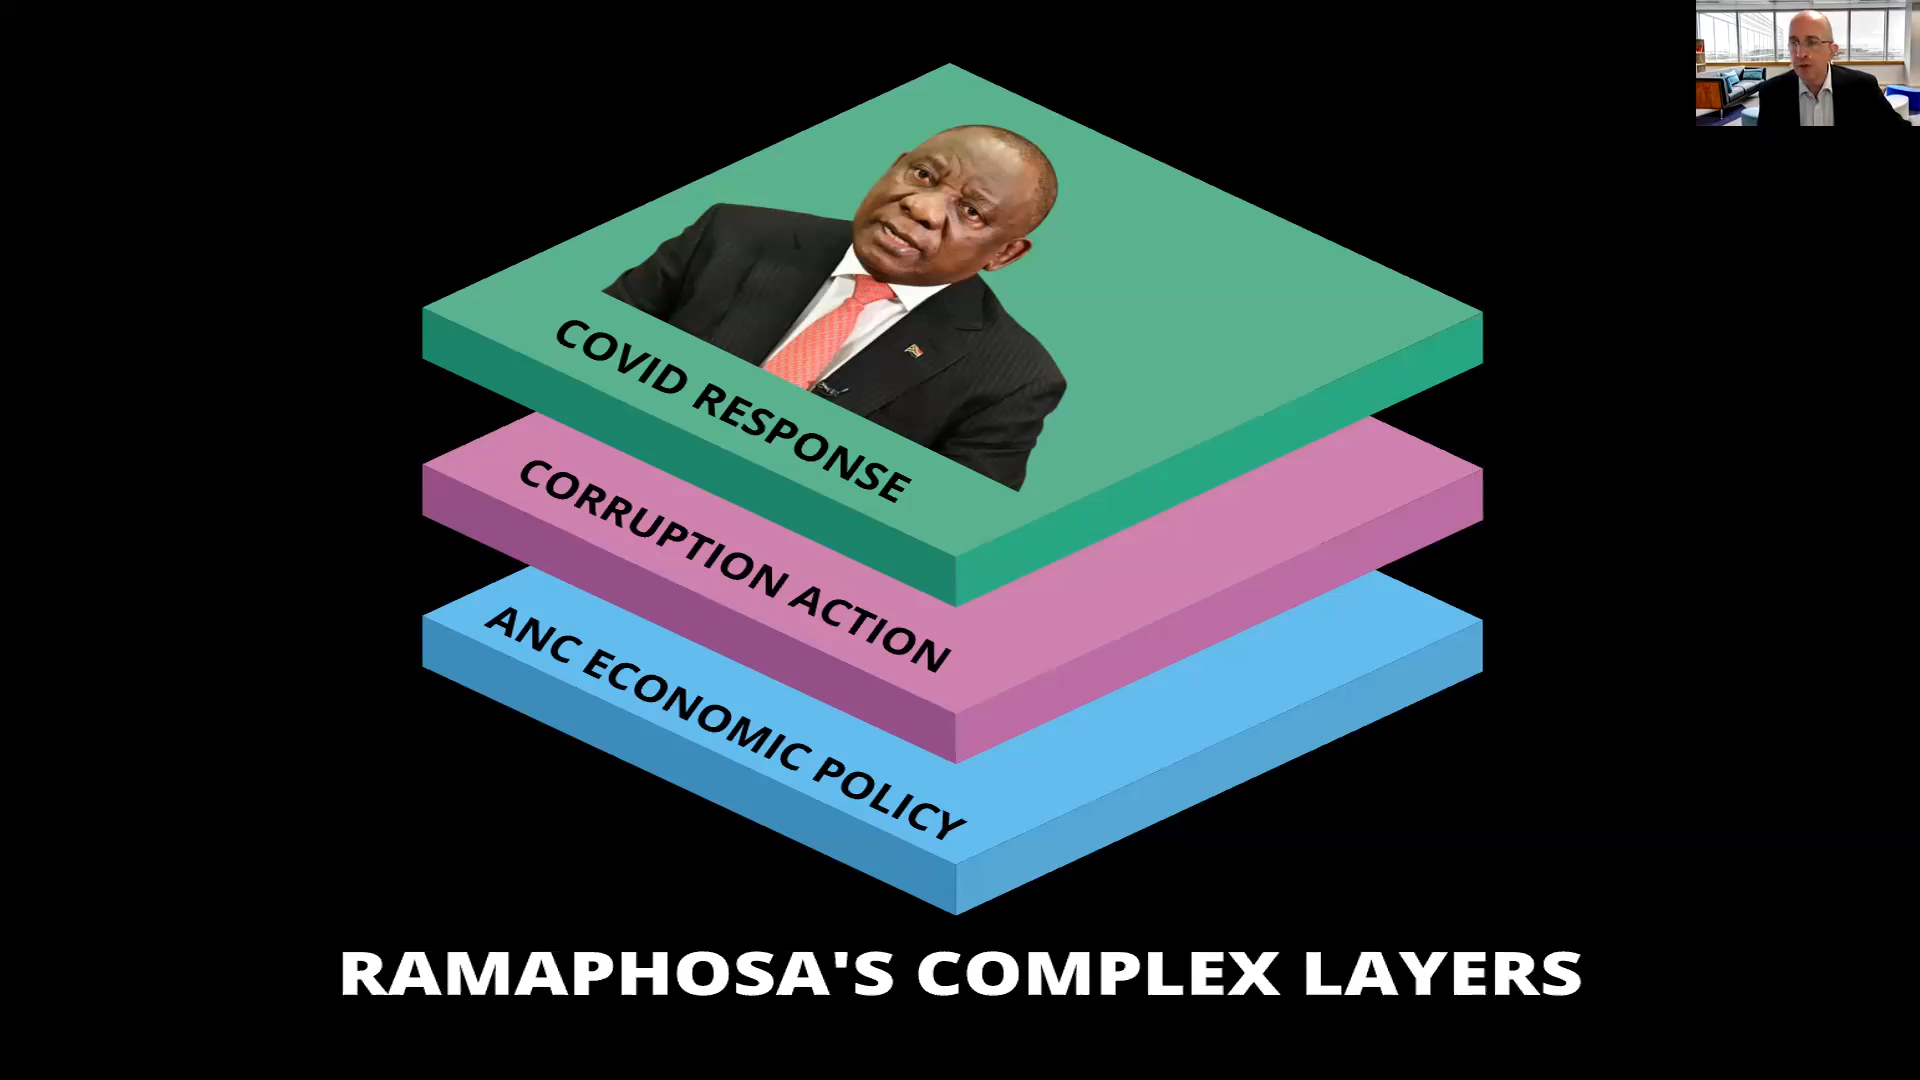 COVID RESPONSE
CORRUPTION ACTION
ANC ECONOMIC POLICY
RAMAPHOSA'S COMPLEX LAYERS